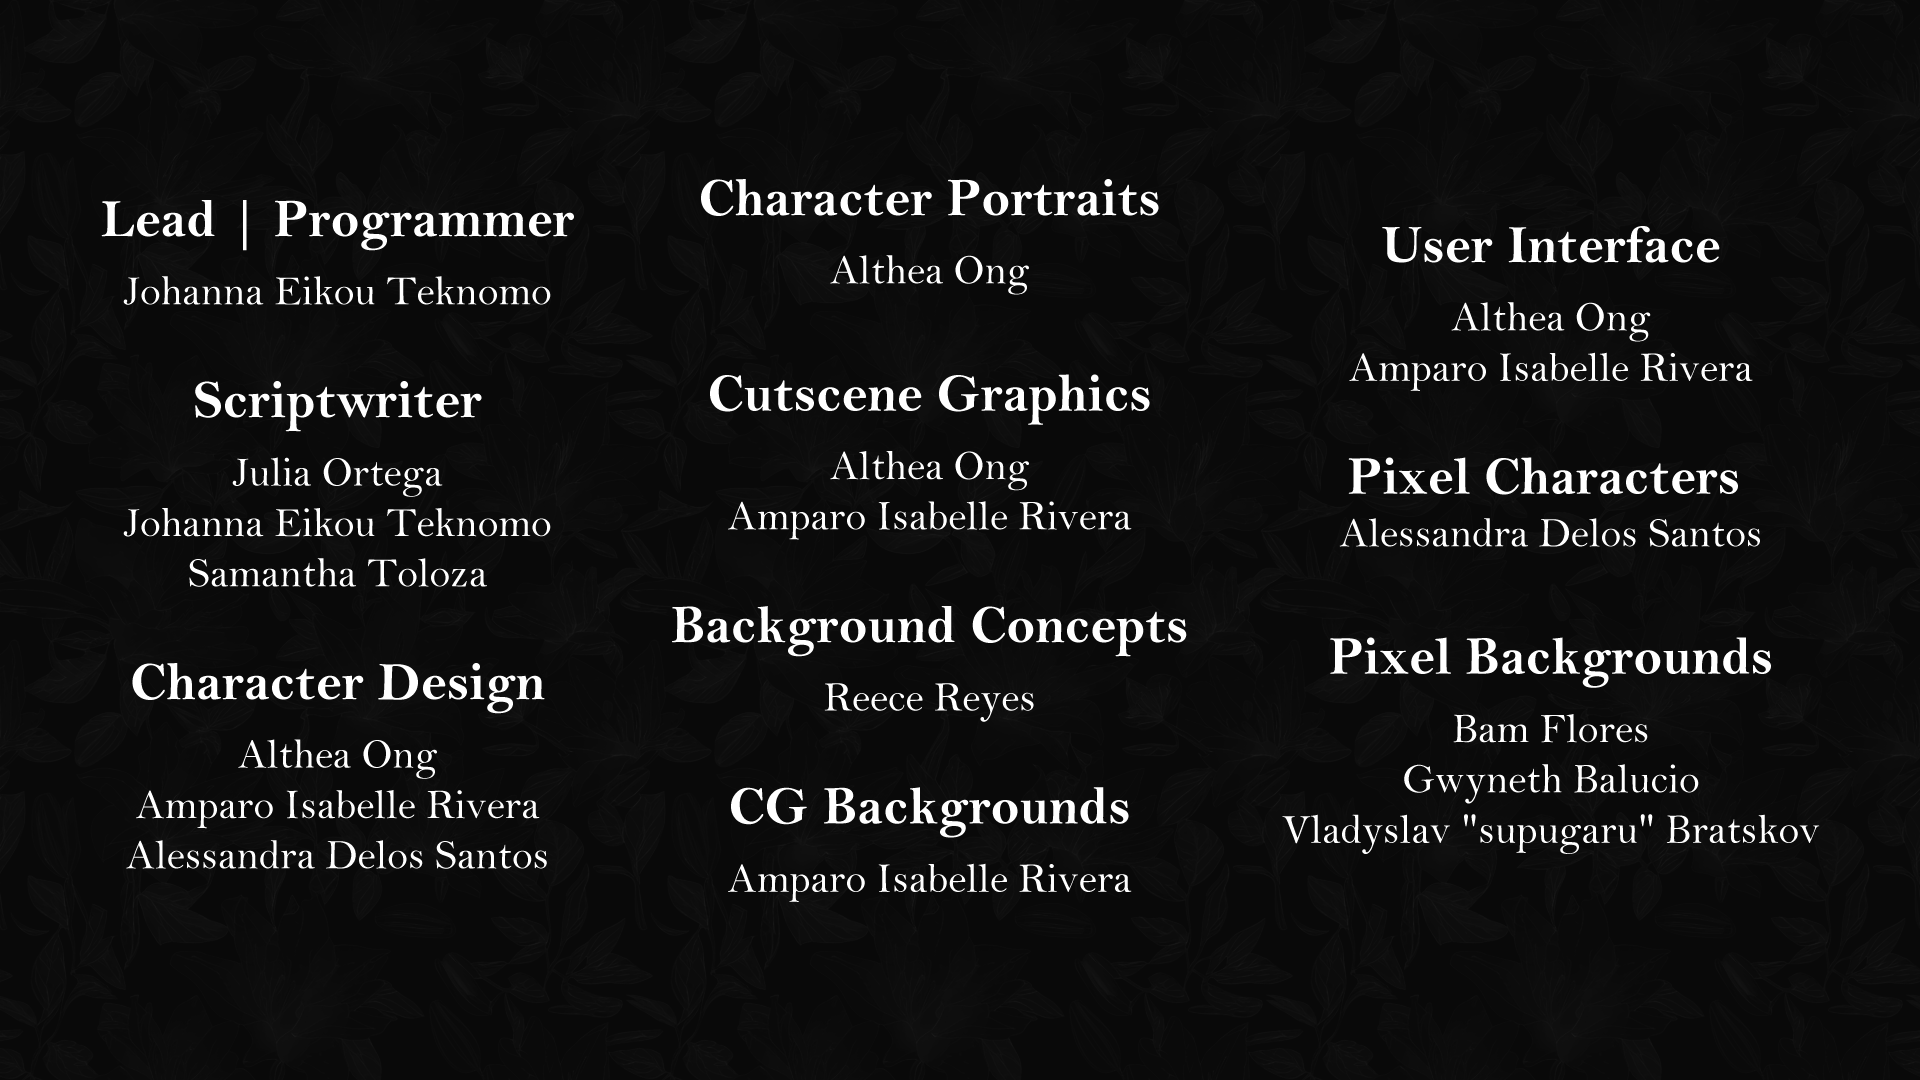 Lead | Programmer
Johanna Eikou Teknomo
Scriptwriter
Julia Ortega
Johanna Eikou Teknomo
Samantha Toloza
Character Design
Althea Ong
Amparo Isabelle Rivera
Alessandra Delos Santos
Character Portraits
Althea Ong
Cutscene Graphics
Althea Ong
Amparo Isabelle Rivera
Background Concepts
Reece Reyes
CG Backgrounds
Amparo Isabelle Rivera
User Interface
Althea Ong
Amparo Isabelle Rivera
Pixel Characters
Alessandra Delos Santos
Pixel Backgrounds
Bam Flores
Gwyneth Balucio
Vladyslav "supugaru" Bratskov